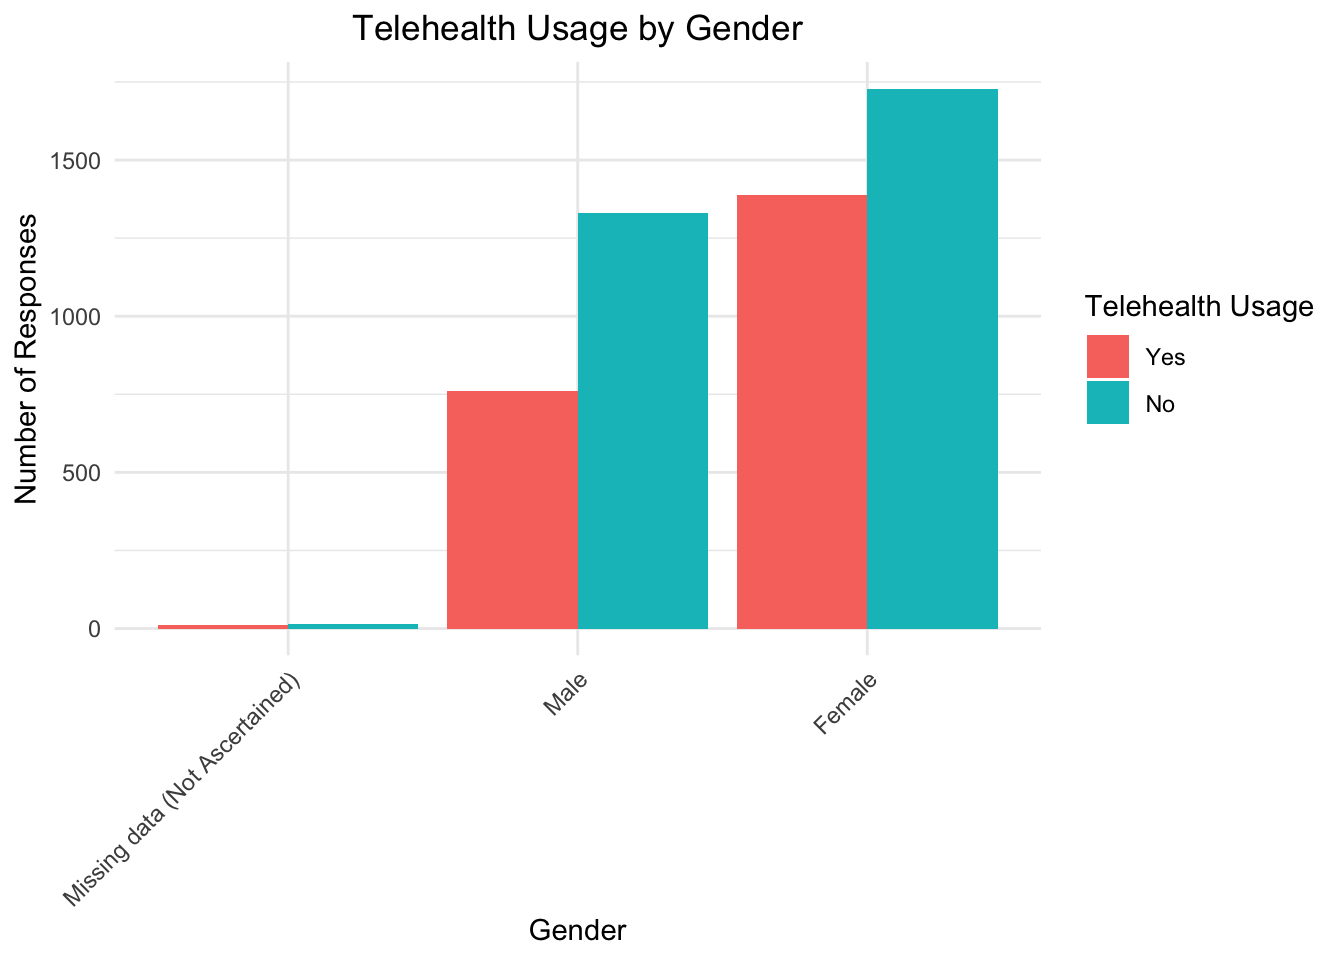 Telehealth Usage by Gender
Number of Responses
1500
1000
500
0
Missing data (Not Ascertained)
Male
Female
Gender
Telehealth Usage
Yes
No